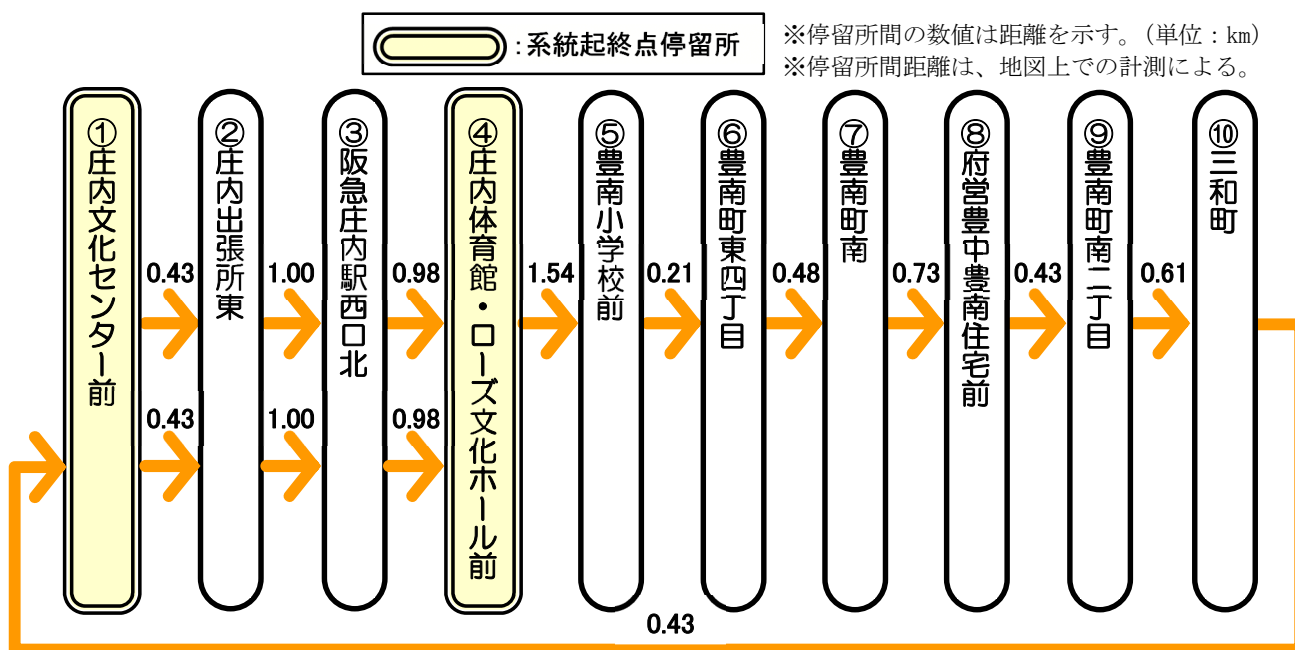 ：系統起終点停留所
※停留所間の数値は距離を示す。（単位：km）
※停留所間距離は、地図上での計測による。
①庄内文化センター前
②庄内出張所東
③阪急庄内駅西口北
④庄内体育館・ローズ文化ホール前
⑤豊南小学校前
⑥豊南町東四丁目
⑦豊南町南
⑧府営豊中豊南住宅前
⑨豊南町南二丁目
⑩三和町
0.43
1.00
0.98
1.54
0.21
0.48
0.73
0.43
0.61
0.43
1.00
0.98
0.43